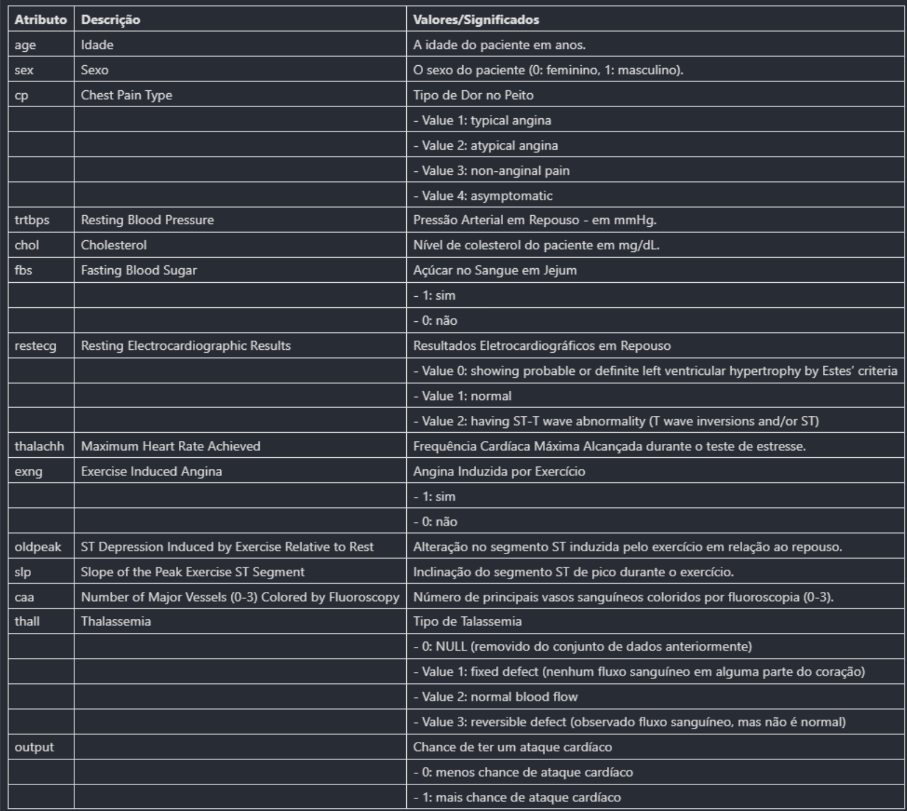 Atributo Descrição Valores/Significados
age Idade A idade do paciente em anos.
sex Sexo O sexo do paciente (0: feminino, 1: masculino).
cp Chest Pain Type Tipo de Dor no Peito
- Value 1: typical angina
- Value 2: atypical angina
- Value 3: non-anginal pain
- Value 4: asymptomatic
trtbps Resting Blood Pressure Pressão Arterial em Repouso - em mmHg.
chol Cholesterol Nível de colesterol do paciente em mg/dL.
fbs Fasting Blood Sugar Açúcar no Sangue em Jejum
- 1: sim
- 0: não
restecg Resting Electrocardiographic Results Resultados Eletrocardiográficos em Repouso
- Value 0: showing probable or definite left ventricular hypertrophy by Estes' criteria
- Value 1: normal
- Value 2: having ST-T wave abnormality (T wave inversions and/or ST)
thalachh Maximum Heart Rate Achieved Frequência Cardíaca Máxima Alcançada durante o teste de estresse.
exng Exercise Induced Angina Angina Induzida por Exercício
- 1: sim
- 0: não
oldpeak ST Depression Induced by Exercise Relative to Rest Alteração no segmento ST induzida pelo exercício em relação ao repouso.
slp Slope of the Peak Exercise ST Segment Inclinação do segmento ST de pico durante o exercício.
caa Number of Major Vessels (0-3) Colored by Fluoroscopy Número de principais vasos sanguíneos coloridos por fluoroscopia (0-3).
thall Thalassemia Tipo de Talassemia
- 0: NULL (removido do conjunto de dados anteriormente)
- Value 1: fixed defect (nenhum fluxo sanguíneo em alguma parte do coração)
- Value 2: normal blood flow
- Value 3: reversible defect (observado fluxo sanguíneo, mas não é normal)
output Chance de ter um ataque cardíaco
- 0: menos chance de ataque cardíaco
- 1: mais chance de ataque cardíaco